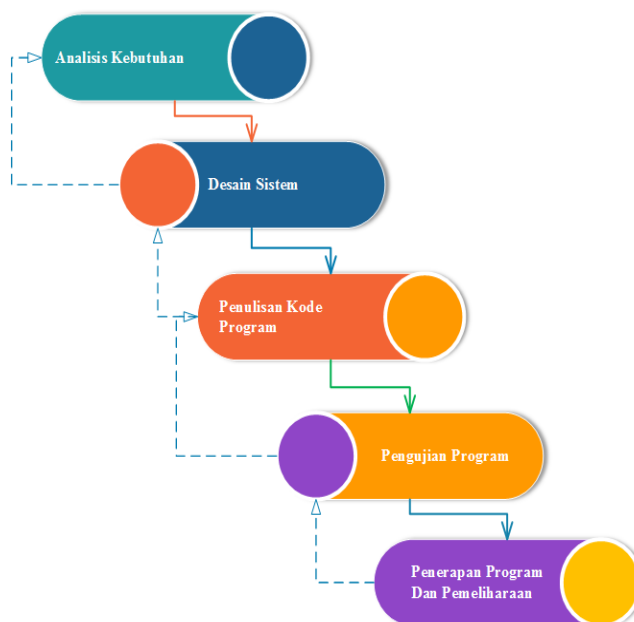 Analisis Kebutuhan
Desain Sistem
Penulisan Kode
Program
Pengujian Program
Penerapan Program
Dan Pemeliharaan